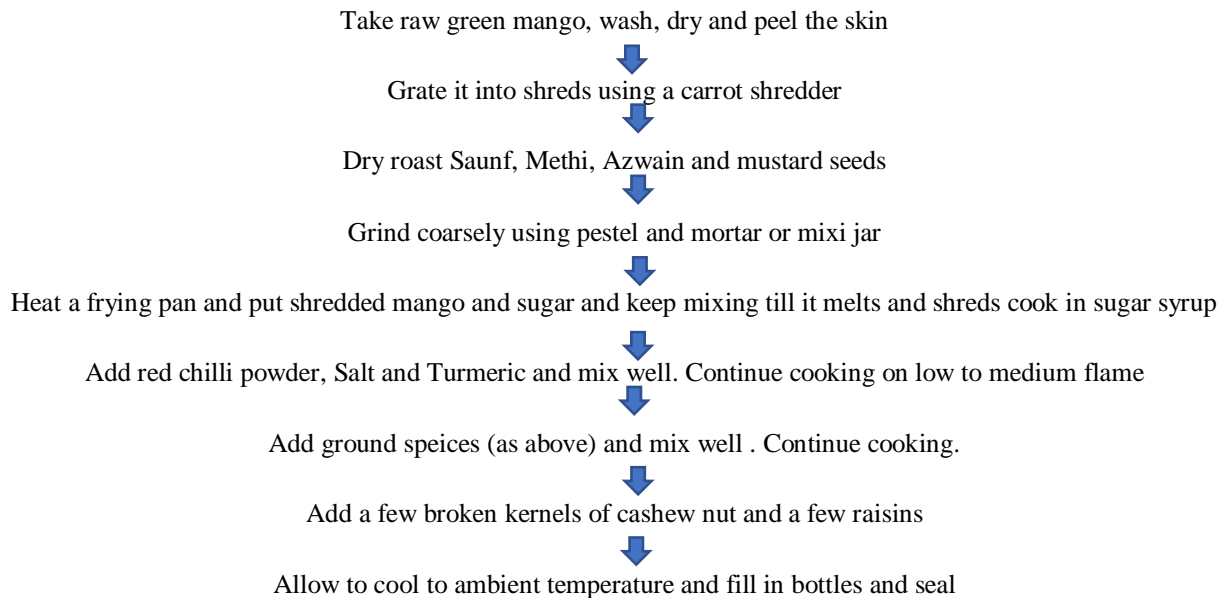 Take raw green mango, wash, dry and peel the skin
Grate it into shreds using a carrot shredder
Dry roast Saunf, Methi, Azwain and mustard seeds
Grind coarsely using pestel and mortar or mixi jar
Heat a frying pan and put shredded mango and sugar and keep mixing till it melts and shreds cook in sugar syrup
Add red chilli powder, Salt and Turmeric and mix well. Continue cooking on low to medium flame
Add ground speices (as above) and mix well . Continue cooking.
Add a few broken kernels of cashew nut and a few raisins
Allow to cool to ambient temperature and fill in bottles and seal